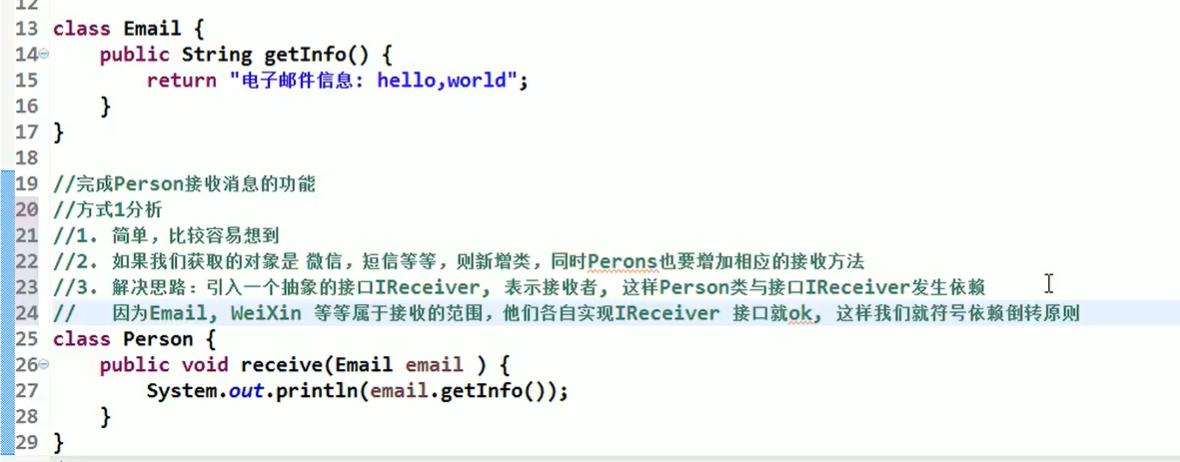 12
13 class Email {
14 public String getInfo() {
15 return "电子邮件信息: hello,world";
16 }
17 }
18
19 //完成Person接收消息的功能
20 //方式1分析
21 //1. 简单，比较容易想到
22 //2. 如果我们获取的对象是 微信，短信等等，则新增类，同时Perons也要增加相应的接收方法
23 //3. 解决思路：引入一个抽象的接口IReceiver, 表示接收者, 这样Person类与接口IReceiver发生依赖
24 // 因为Email, WeiXin 等等属于接收的范围，他们各自实现IReceiver 接口就ok, 这样我们就符号依赖倒转原则
25 class Person {
26 public void receive(Email email ) {
27 System.out.println(email.getInfo());
28 }
29 }